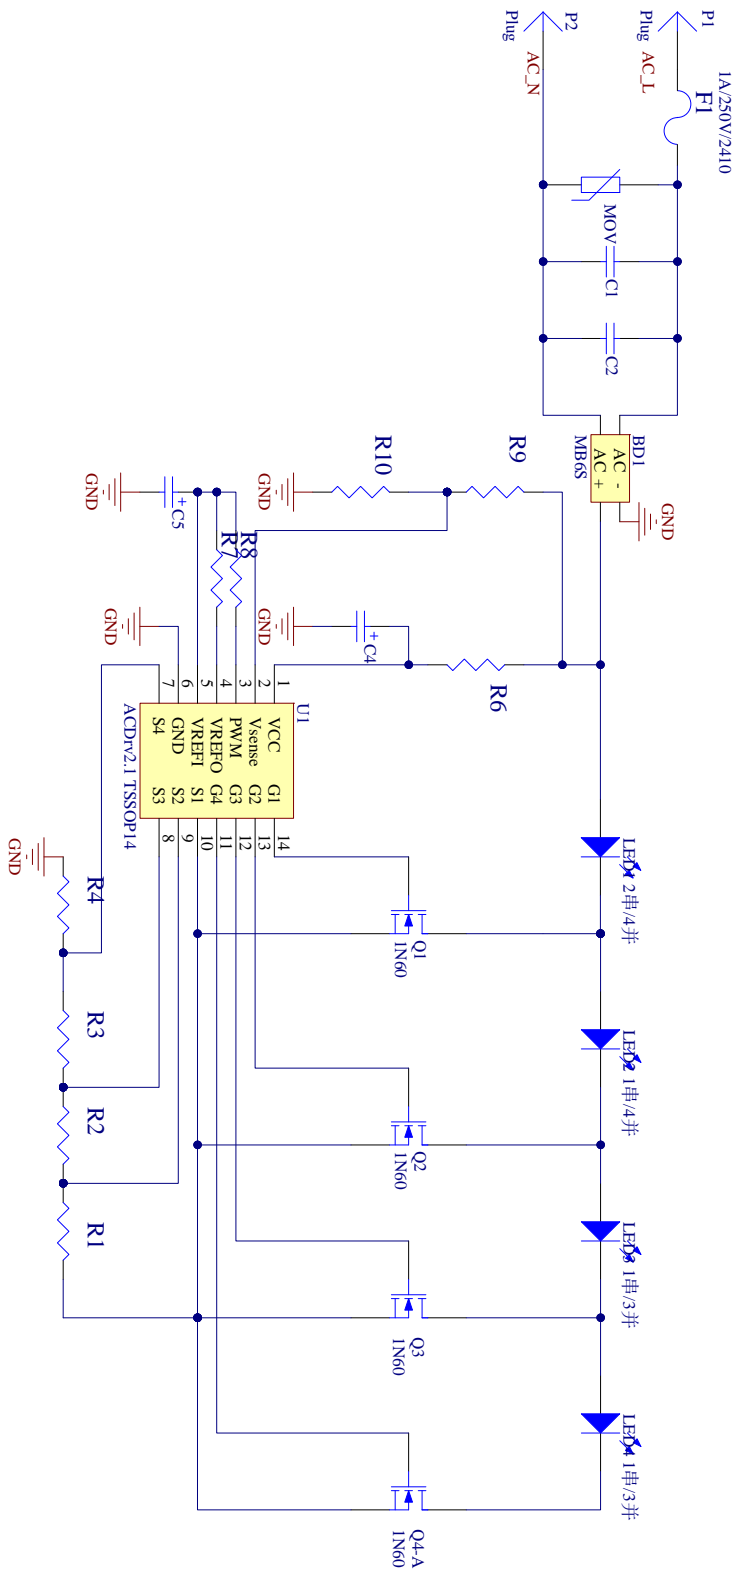 P1
Plug
AC_L
F1
1A/250V/2410
P2
Plug
AC_N
MOV
C1
C2
BD1
MB6S
AC -
AC +
GND
R9
R10
GND
C5
+
GND
R7
R8
C4
+
GND
R6
GND
U1
1
2
3
4
5
6
7
VCC
Vsense
PWM
VREFO
VREFI
GND
S4
G1
G2
G3
G4
S1
S2
S3
14
13
12
11
10
9
8
ACDrv2.1 TSSOP14
GND
R4
R3
R2
R1
LED1 2串/4并
Q1
1N60
LED2 1串/4并
Q2
1N60
LED3 1串/3并
Q3
1N60
LED4 1串/3并
Q4-A
1N60